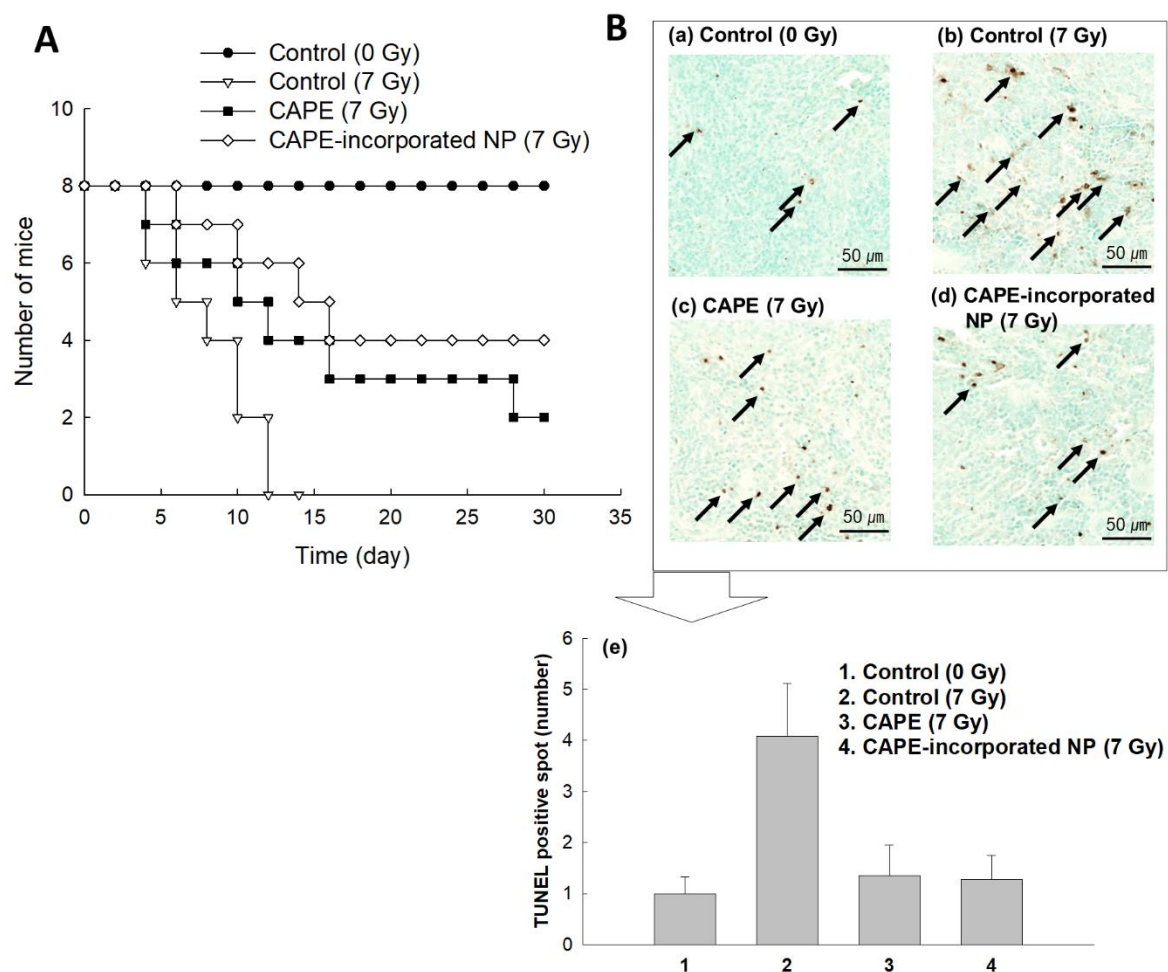 A
Control (0 Gy)
Control (7 Gy)
CAPE (7 Gy)
CAPE-incorporated NP (7 Gy)
10
8
6
4
2
0
Number of mice
0 5 10 15 20 25 30 35
Time (day)
B
(a) Control (0 Gy)
50 µm
(b) Control (7 Gy)
50 µm
(c) CAPE (7 Gy)
50 µm
(d) CAPE-incorporated
NP (7 Gy)
50 µm
(e)
6
5
4
3
2
1
0
TUNEL positive spot (number)
1 2 3 4
1. Control (0 Gy)
2. Control (7 Gy)
3. CAPE (7 Gy)
4. CAPE-incorporated NP (7 Gy)